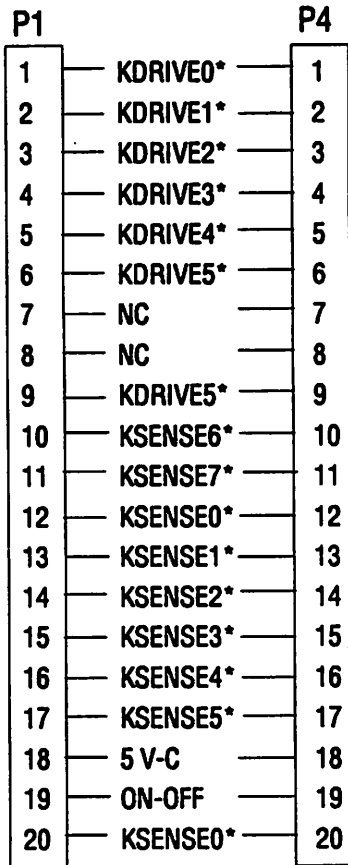 P1 P4
1 KDRIVE0* 1
2 KDRIVE1* 2
3 KDRIVE2* 3
4 KDRIVE3* 4
5 KDRIVE4* 5
6 KDRIVE5* 6
7 NC 7
8 NC 8
9 KDRIVE5* 9
10 KSENSE6* 10
11 KSENSE7* 11
12 KSENSE0* 12
13 KSENSE1* 13
14 KSENSE2* 14
15 KSENSE3* 15
16 KSENSE4* 16
17 KSENSE5* 17
18 5 V-C 18
19 ON-OFF 19
20 KSENSE0* 20